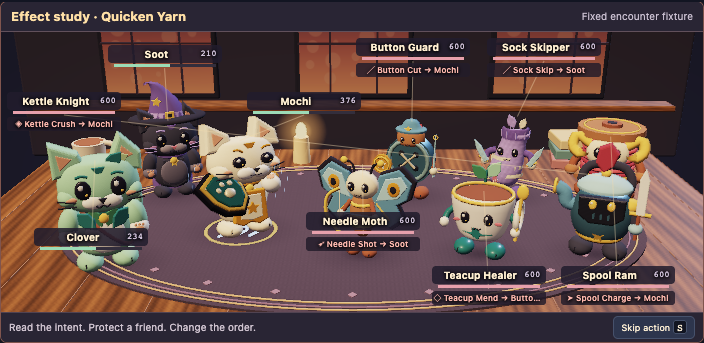 Effect study · Quicken Yarn
Fixed encounter fixture
Soot 210
Button Guard 600
Button Cut → Mochi
Sock Skipper 600
Sock Skip → Soot
Kettle Knight 600
Kettle Crush → Mochi
Mochi 376
Clover 234
Needle Moth 600
Needle Shot → Soot
Teacup Healer 600
Teacup Mend → Butto...
Spool Ram 600
Spool Charge → Mochi
Read the intent. Protect a friend. Change the order.
Skip action S